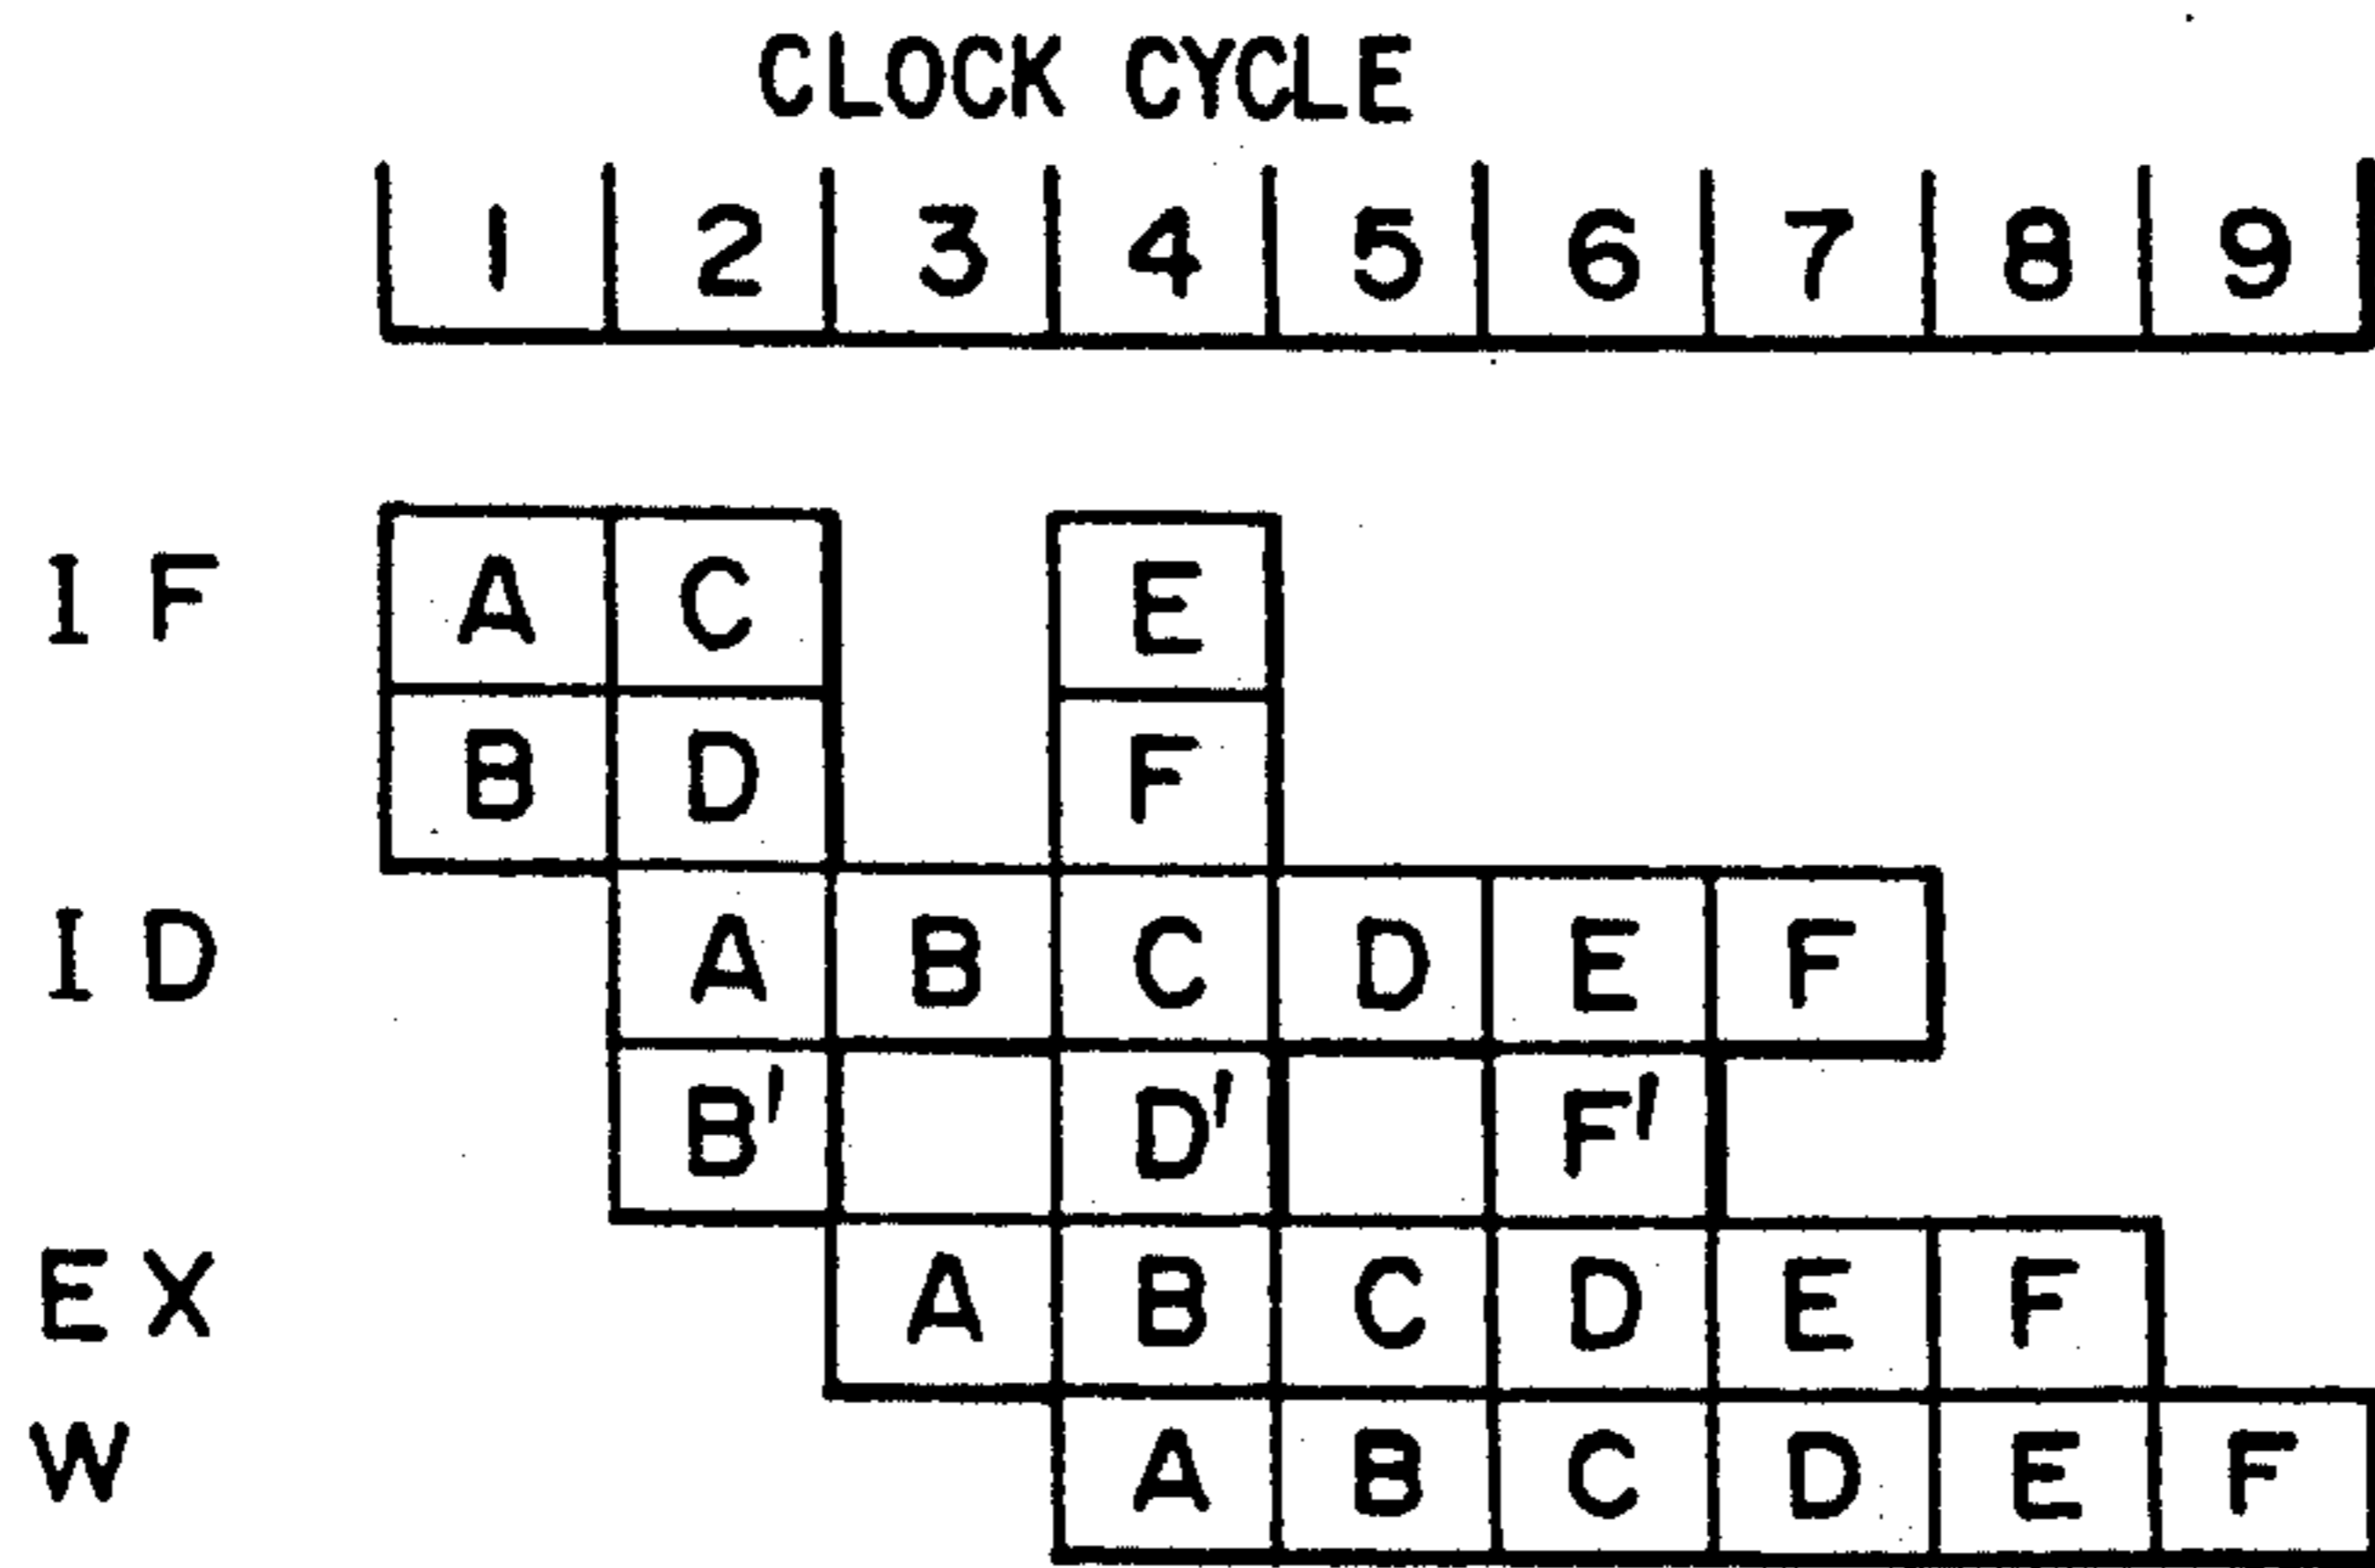 CLOCK CYCLE
1 2 3 4 5 6 7 8 9
IF A C E
B D F
ID A B C D E F
B' D' F'
EX A B C D E F
W A B C D E F